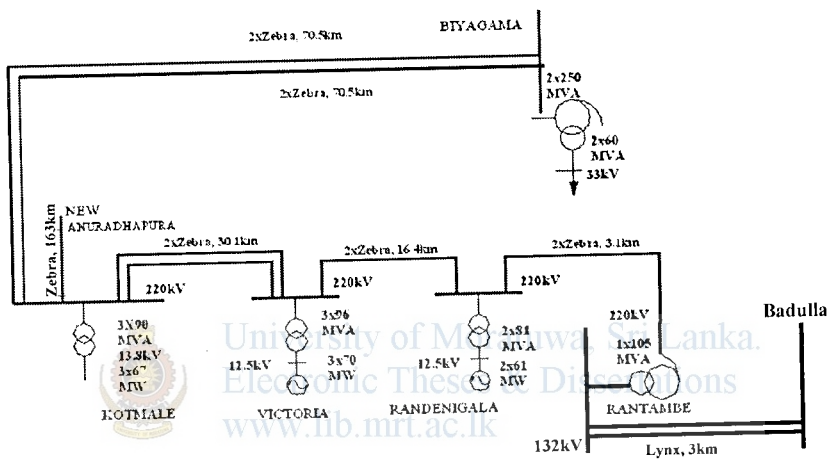 BIYAGAMA
2xZebra, 70.5km
2xZebra, 70.5km
2x250
MVA
2x60
MVA
33kV
NEW
ANURADHAPURA
Zebra, 163km
2xZebra, 30.1km
2xZebra, 16.4km
2xZebra, 3.1km
220kV
220kV
220kV
220kV
Badulla
3X90
MVA
13.8kV
3x67
MW
KOTMALE
3x96
MVA
12.5kV
3x70
MW
VICTORIA
2x81
MVA
12.5kV
2x61
MW
RANDENIGALA
1x105
MVA
RANTAMBE
132kV
Lynx, 3km
University of Moratuwa, Sri Lanka.
Electronic Theses & Dissertations
www.lib.mrt.ac.lk